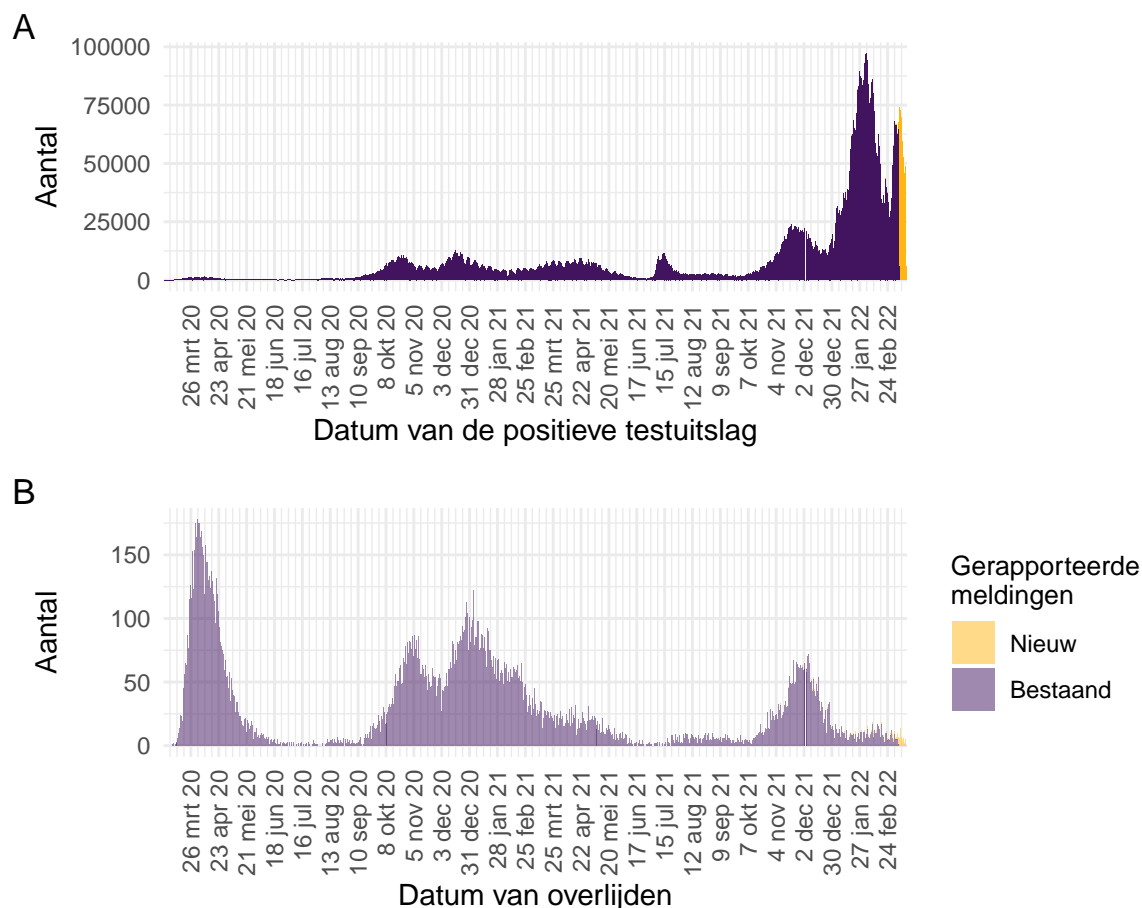 A
100000
75000
50000
25000
0
Aantal
26 mrt 20
23 apr 20
21 mei 20
18 jun 20
16 jul 20
13 aug 20
10 sep 20
8 okt 20
5 nov 20
3 dec 20
31 dec 20
28 jan 21
25 feb 21
25 mrt 21
22 apr 21
20 mei 21
17 jun 21
15 jul 21
12 aug 21
9 sep 21
7 okt 21
4 nov 21
2 dec 21
30 dec 21
27 jan 22
24 feb 22
Datum van de positieve testuitslag
B
150
100
50
0
Aantal
26 mrt 20
23 apr 20
21 mei 20
18 jun 20
16 jul 20
13 aug 20
10 sep 20
8 okt 20
5 nov 20
3 dec 20
31 dec 20
28 jan 21
25 feb 21
25 mrt 21
22 apr 21
20 mei 21
17 jun 21
15 jul 21
12 aug 21
9 sep 21
7 okt 21
4 nov 21
2 dec 21
30 dec 21
27 jan 22
24 feb 22
Datum van overlijden
Gerapporteerde
meldingen
Nieuw
Bestaand